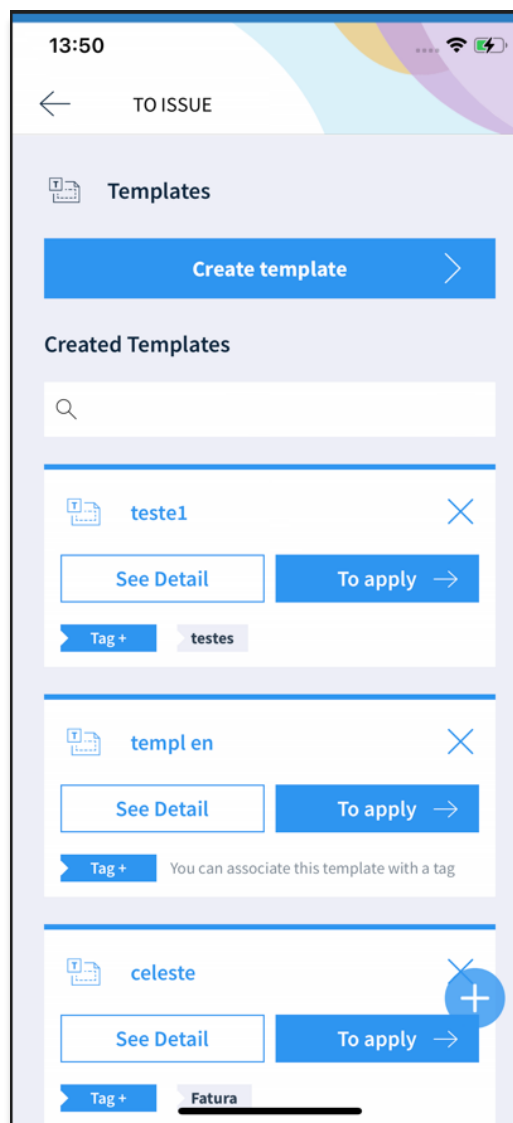 13:50
TO ISSUE
Templates
Create template
Created Templates
teste1
See Detail
To apply
Tag +
testes
templ en
See Detail
To apply
Tag +
You can associate this template with a tag
celeste
See Detail
To apply
Tag +
Fatura